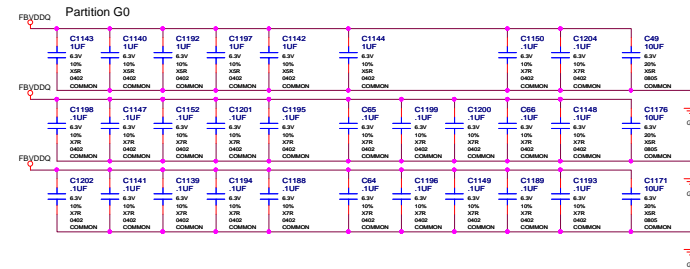 Partition G0
FBVDDQ
C1143 C1140 C1192 C1197 C1142 C1144 C1150 C1204 C49
1UF 1UF 1UF 1UF 1UF 1UF .1UF .1UF 10UF
6.3V 6.3V 6.3V 6.3V 6.3V 6.3V 6.3V 6.3V 6.3V
10% 10% 10% 10% 10% 10% 10% 10% 20%
X5R X5R X5R X5R X5R X5R X7R X7R X5R
0402 0402 0402 0402 0402 0402 0402 0402 0805
COMMON COMMON COMMON COMMON COMMON COMMON COMMON COMMON COMMON
FBVDDQ
C1198 C1147 C1152 C1201 C1195 C65 C1199 C1200 C66 C1148 C1176
.1UF .1UF .1UF .1UF .1UF .1UF .1UF .1UF .1UF .1UF 10UF
6.3V 6.3V 6.3V 6.3V 6.3V 6.3V 6.3V 6.3V 6.3V 6.3V 6.3V
10% 10% 10% 10% 10% 10% 10% 10% 10% 10% 20%
X7R X7R X7R X7R X7R X7R X7R X7R X7R X7R X5R
0402 0402 0402 0402 0402 0402 0402 0402 0402 0402 0805
COMMON COMMON COMMON COMMON COMMON COMMON COMMON COMMON COMMON COMMON COMMON
FBVDDQ
C1202 C1141 C1139 C1194 C1188 C64 C1196 C1149 C1189 C1193 C1171
.1UF .1UF .1UF .1UF .1UF .1UF .1UF .1UF .1UF .1UF 10UF
6.3V 6.3V 6.3V 6.3V 6.3V 6.3V 6.3V 6.3V 6.3V 6.3V 6.3V
10% 10% 10% 10% 10% 10% 10% 10% 10% 10% 20%
X7R X7R X7R X7R X7R X7R X7R X7R X7R X7R X5R
0402 0402 0402 0402 0402 0402 0402 0402 0402 0402 0805
COMMON COMMON COMMON COMMON COMMON COMMON COMMON COMMON COMMON COMMON COMMON